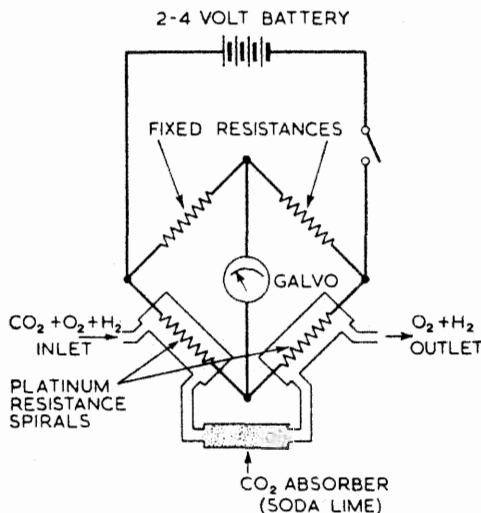 2-4 VOLT BATTERY
FIXED RESISTANCES
GALVO
CO₂+O₂+H₂
INLET
O₂+H₂
OUTLET
PLATINUM
RESISTANCE
SPIRALS
CO₂ ABSORBER
(SODA LIME)